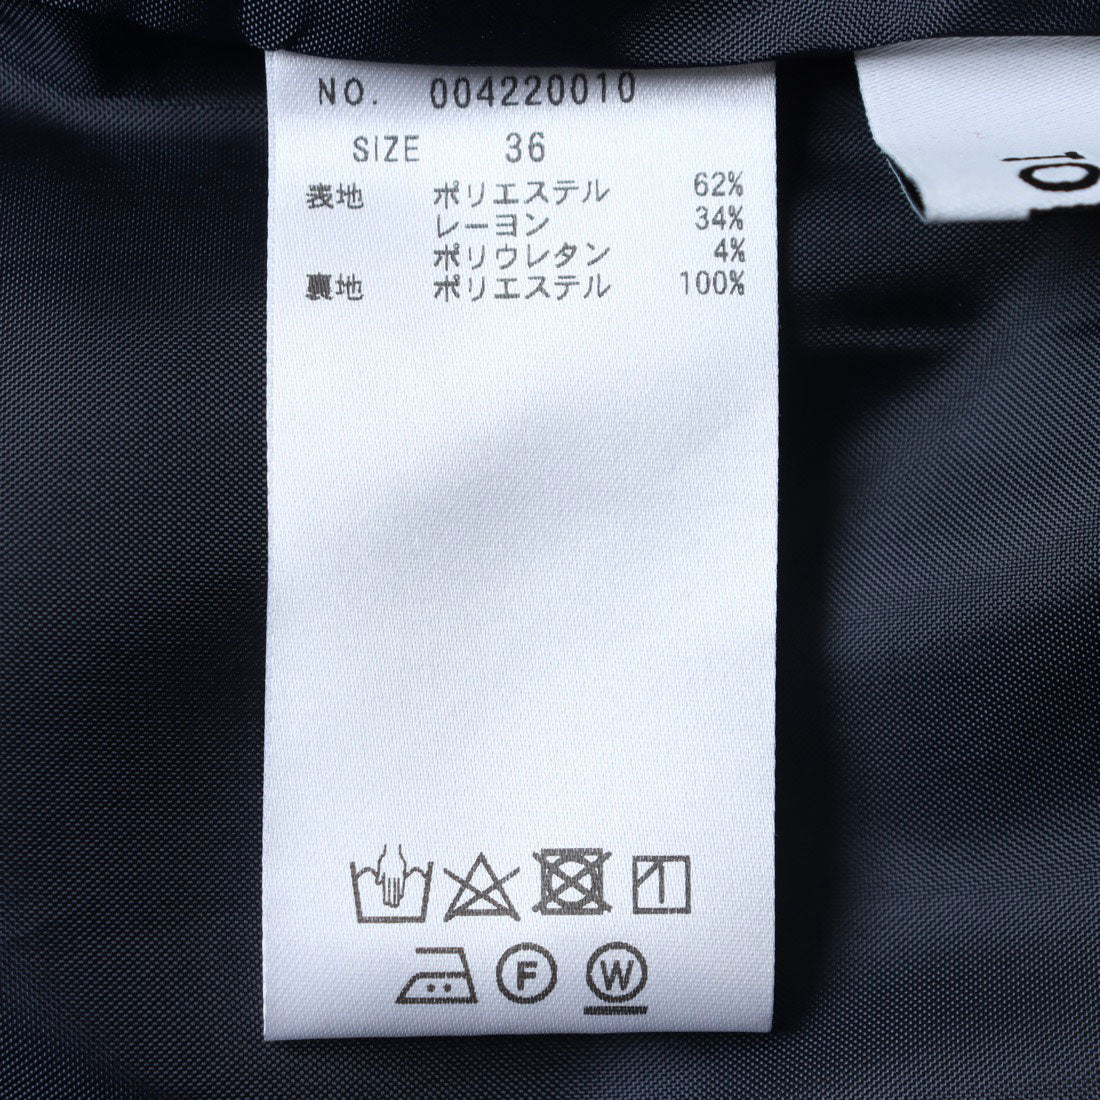 NO. 004220010
SIZE 36
表地 ポリエステル 62%
レーヨン 34%
ポリウレタン 4%
裏地 ポリエステル 100%
F W
10